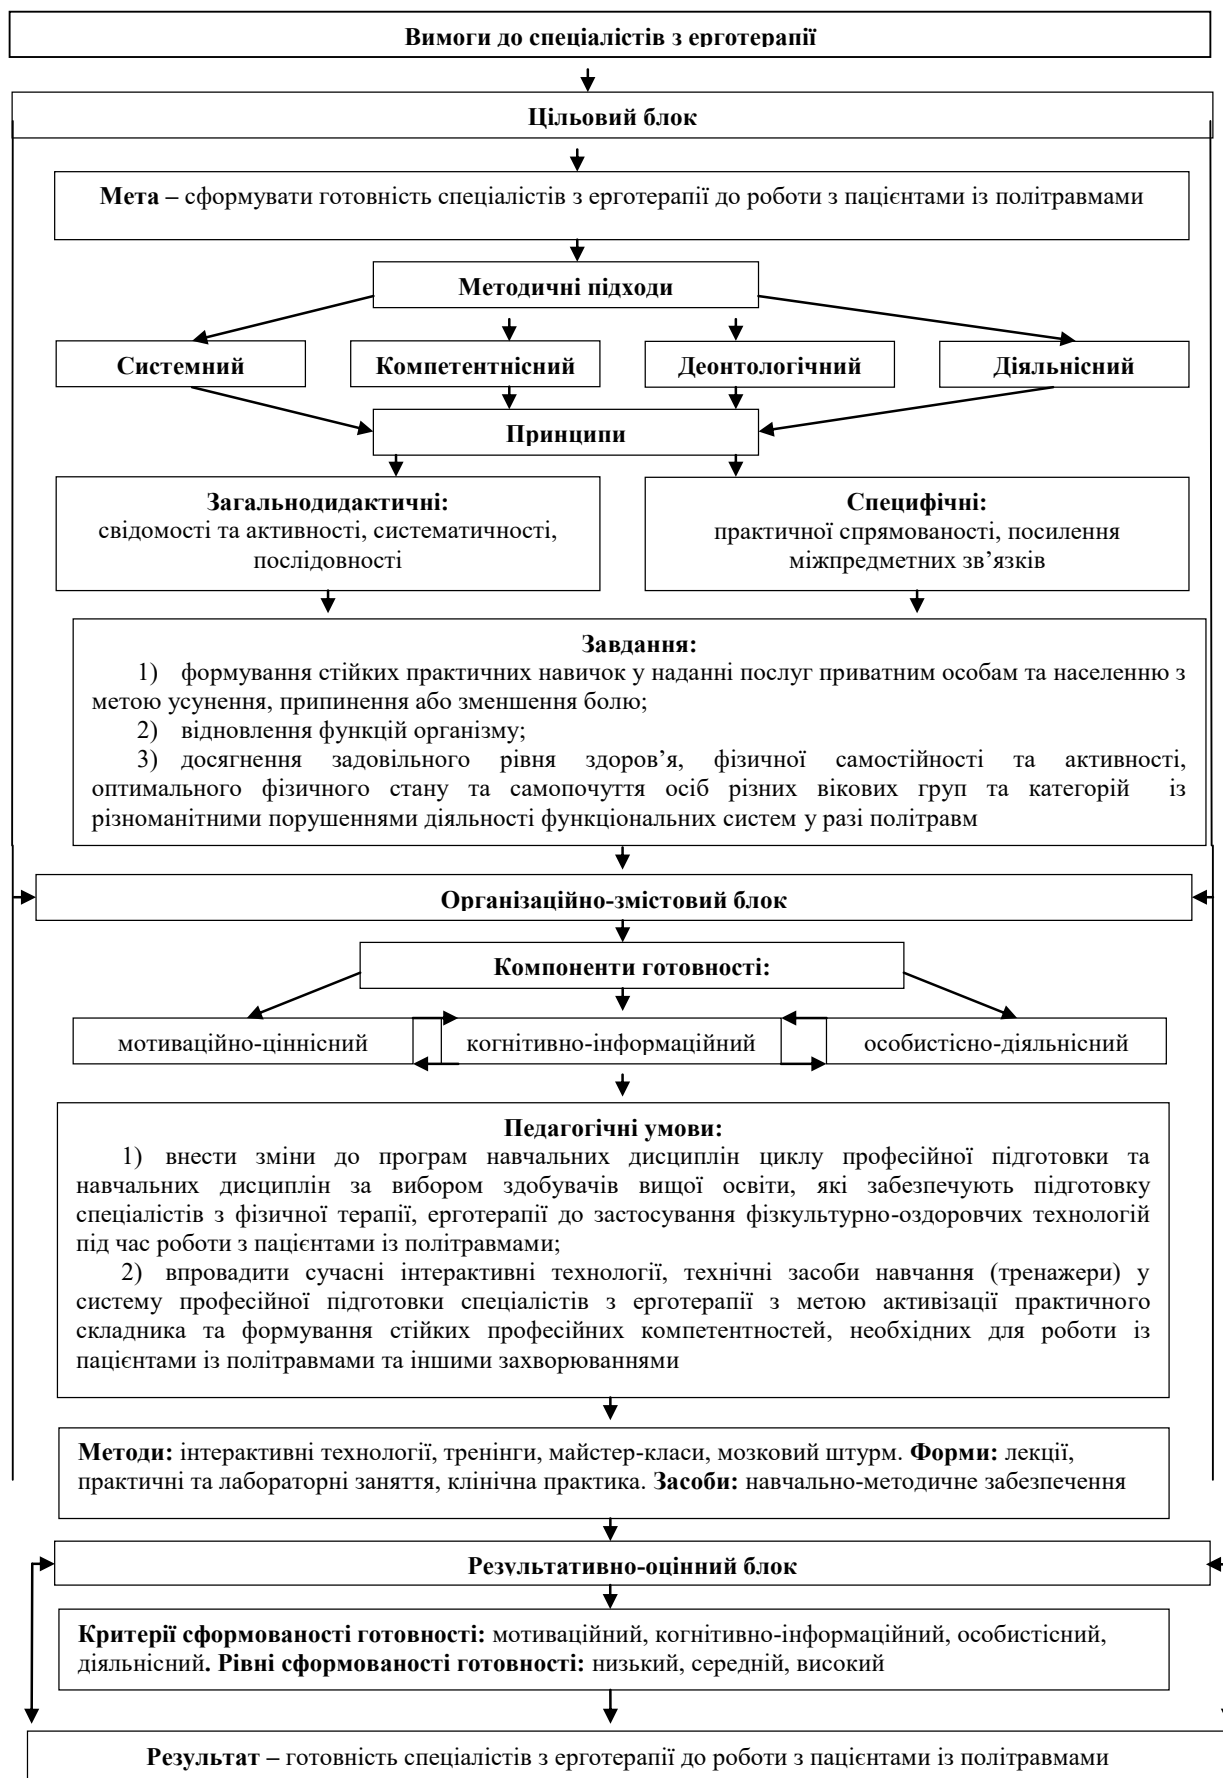 Вимоги до спеціалістів з ерготерапії
Цільовий блок
Мета – сформувати готовність спеціалістів з ерготерапії до роботи з пацієнтами із політравмами
Методичні підходи
Системний
Компетентнісний
Деонтологічний
Діяльнісний
Принципи
Загальнодидактичні:
свідомості та активності, систематичності,
послідовності
Специфічні:
практичної спрямованості, посилення
міжпредметних зв’язків
Завдання:
1) формування стійких практичних навичок у наданні послуг приватним особам та населенню з
метою усунення, припинення або зменшення болю;
2) відновлення функцій організму;
3) досягнення задовільного рівня здоров’я, фізичної самостійності та активності,
оптимального фізичного стану та самопочуття осіб різних вікових груп та категорій із
різноманітними порушеннями діяльності функціональних систем у разі політравм
Організаційно-змістовий блок
Компоненти готовності:
мотиваційно-ціннісний
когнітивно-інформаційний
особистісно-діяльнісний
Педагогічні умови:
1) внести зміни до програм навчальних дисциплін циклу професійної підготовки та
навчальних дисциплін за вибором здобувачів вищої освіти, які забезпечують підготовку
спеціалістів з фізичної терапії, ерготерапії до застосування фізкультурно-оздоровчих технологій
під час роботи з пацієнтами із політравмами;
2) впровадити сучасні інтерактивні технології, технічні засоби навчання (тренажери) у
систему професійної підготовки спеціалістів з ерготерапії з метою активізації практичного
складника та формування стійких професійних компетентностей, необхідних для роботи із
пацієнтами із політравмами та іншими захворюваннями
Методи: інтерактивні технології, тренінги, майстер-класи, мозковий штурм. Форми: лекції,
практичні та лабораторні заняття, клінічна практика. Засоби: навчально-методичне забезпечення
Результативно-оцінний блок
Критерії сформованості готовності: мотиваційний, когнітивно-інформаційний, особистісний,
діяльнісний. Рівні сформованості готовності: низький, середній, високий
Результат – готовність спеціалістів з ерготерапії до роботи з пацієнтами із політравмами